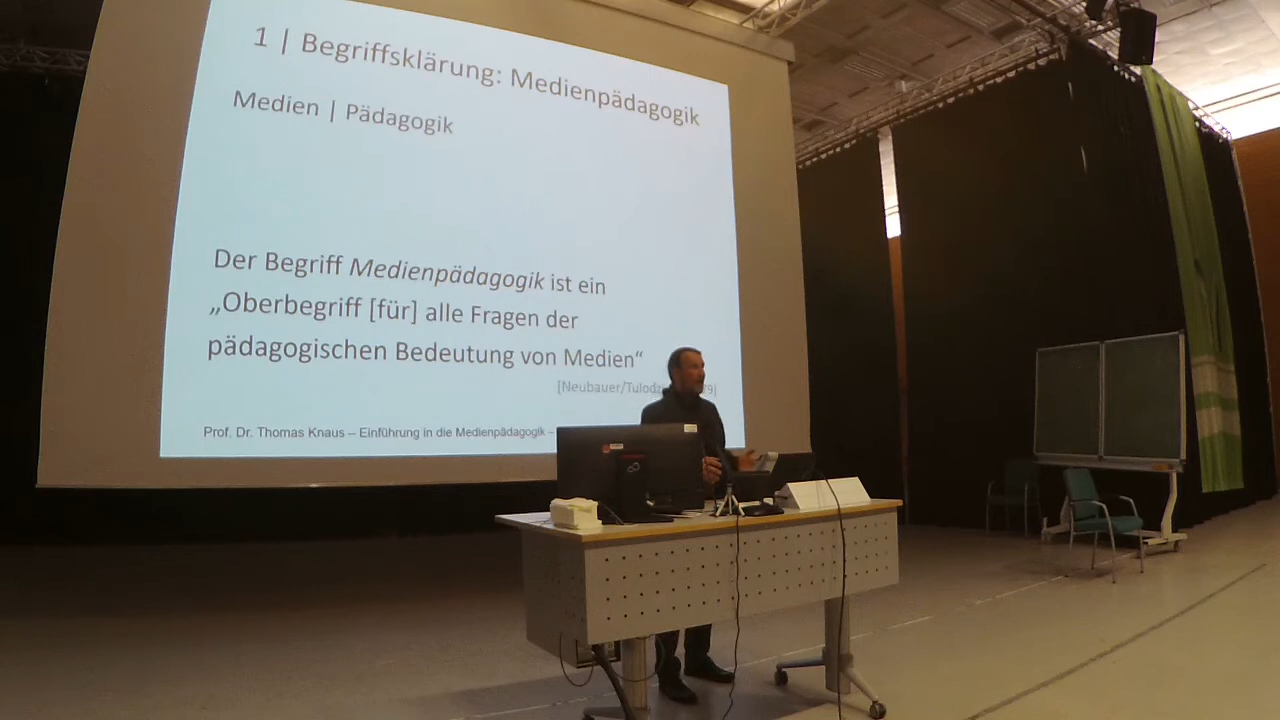 1 | Begriffsklärung: Medienpädagogik
Medien | Pädagogik
Der Begriff Medienpädagogik ist ein
„Oberbegriff [für] alle Fragen der
pädagogischen Bedeutung von Medien“
[Neubauer/
Prof. Dr. Thomas Knaus – Einführung in die Medienpädagogik –